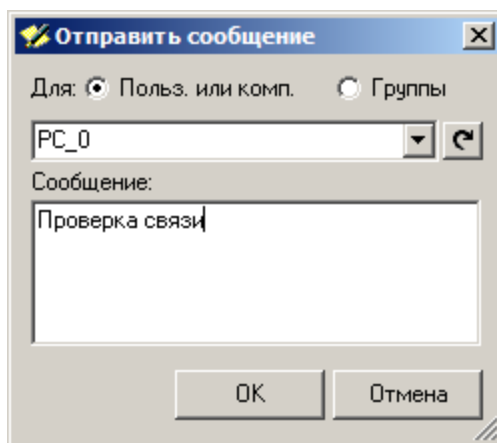 Отправить сообщение
Для: Польз. или комп. Группы
PC_0
Сообщение:
Проверка связи
OK Отмена